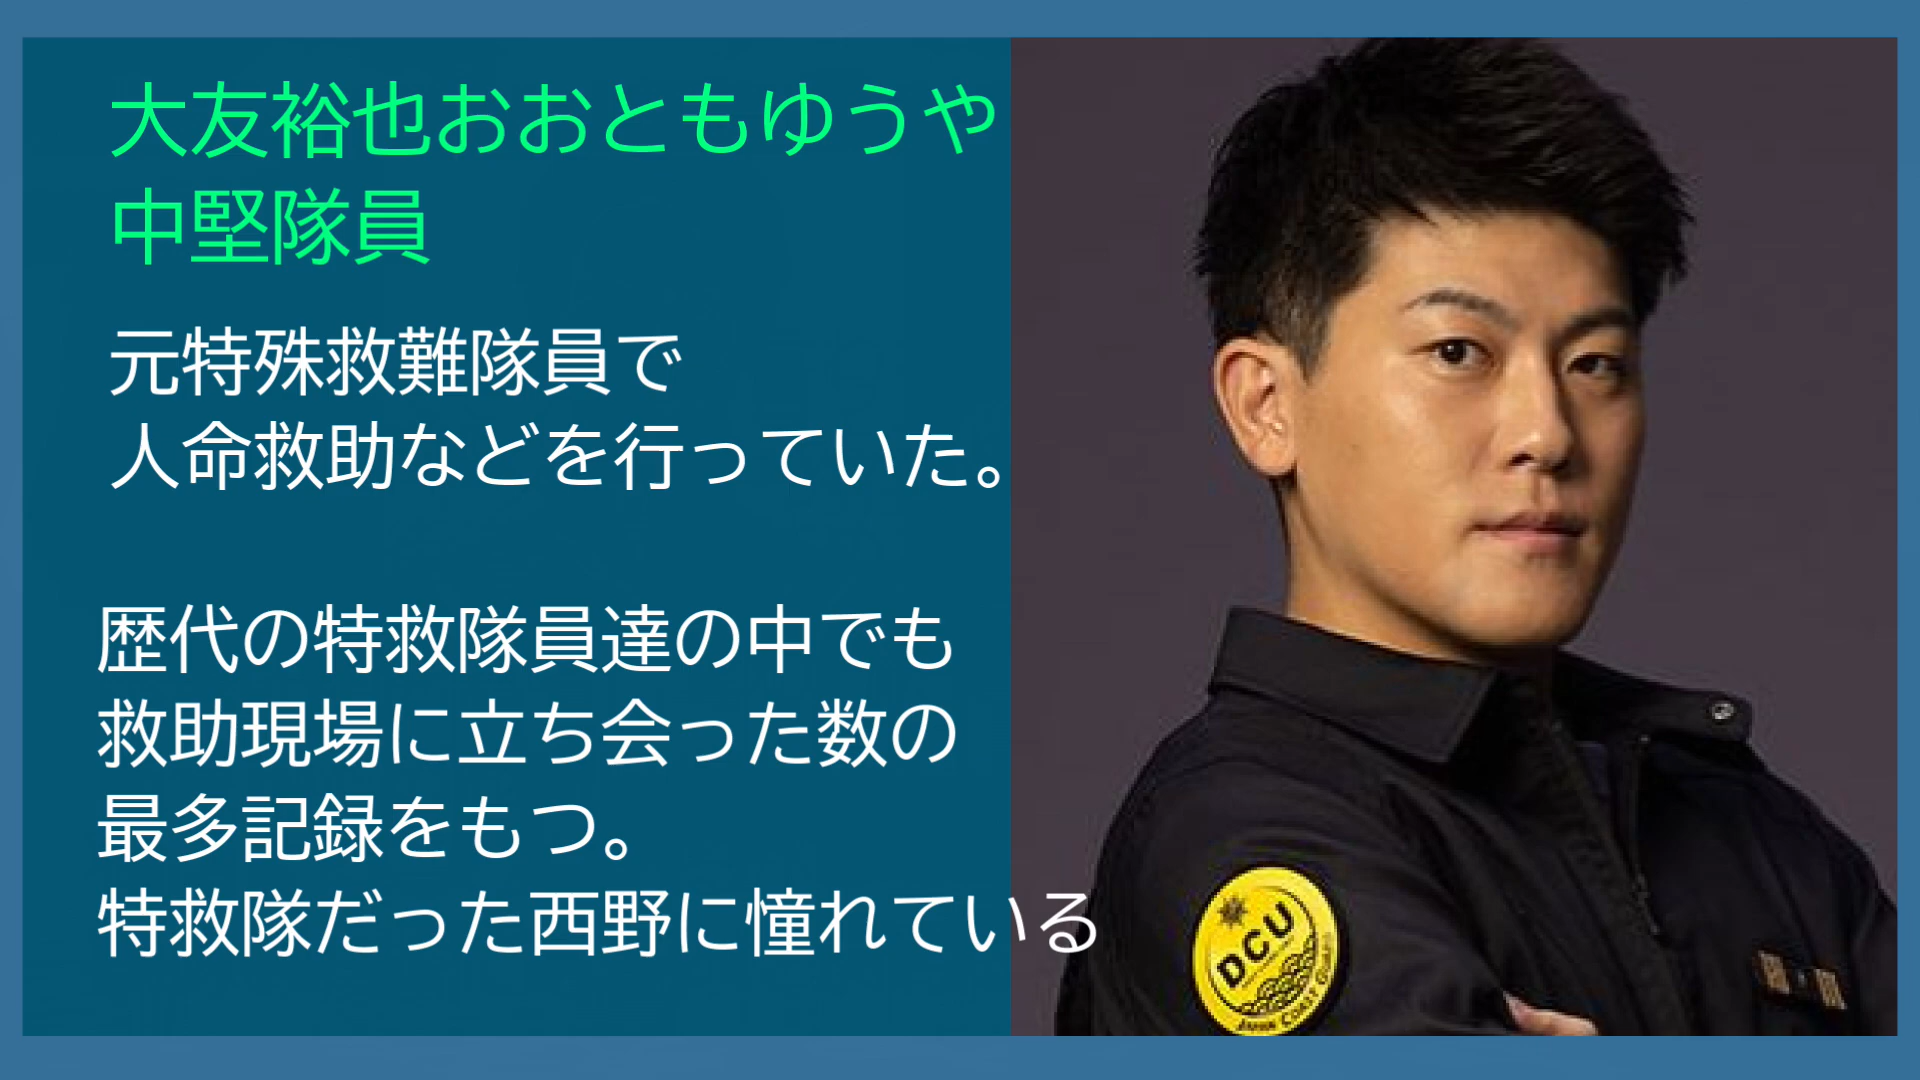 大友裕也おおともゆうや
中堅隊員
元特殊救難隊員で
人命救助などを行っていた。
歴代の特救隊員達の中でも
救助現場に立ち会った数の
最多記録をもつ。
特救隊だった西野に憧れている
DCU
JAPAN COAST GUARD